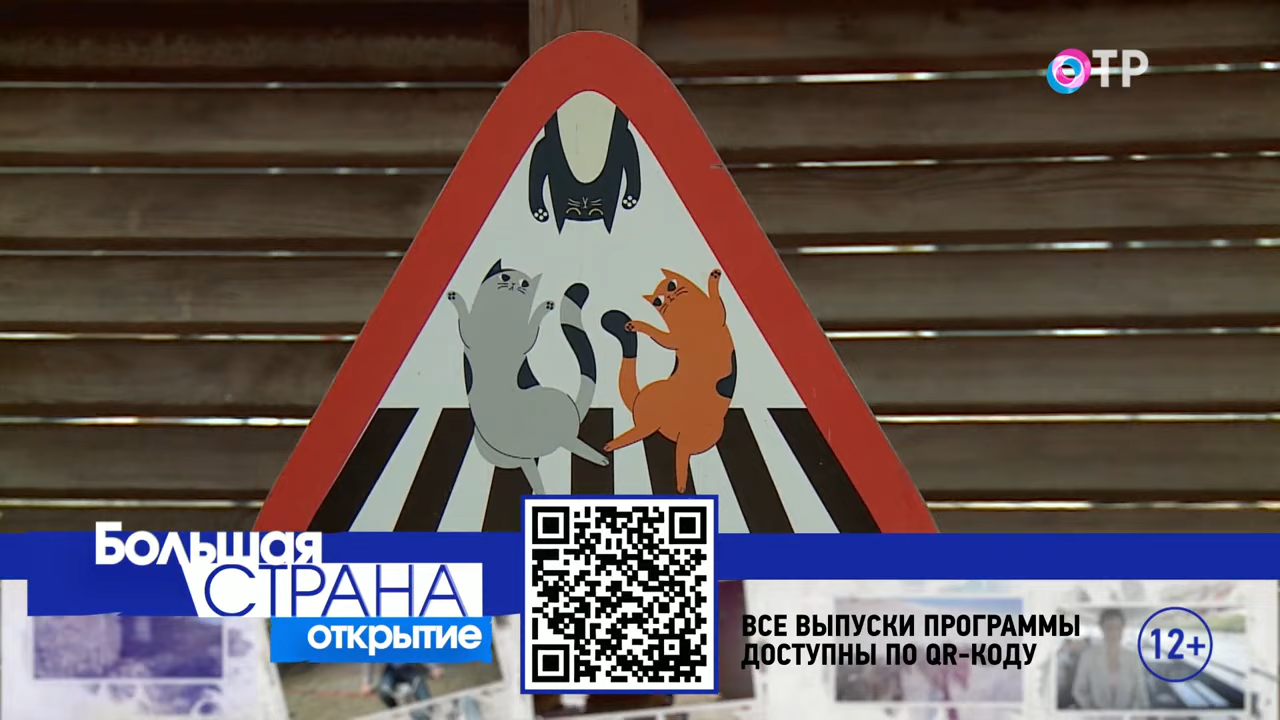 ОТР
Большая
СТРАНА
открытие
ВСЕ ВЫПУСКИ ПРОГРАММЫ
ДОСТУПНЫ ПО QR-КОДУ
12+